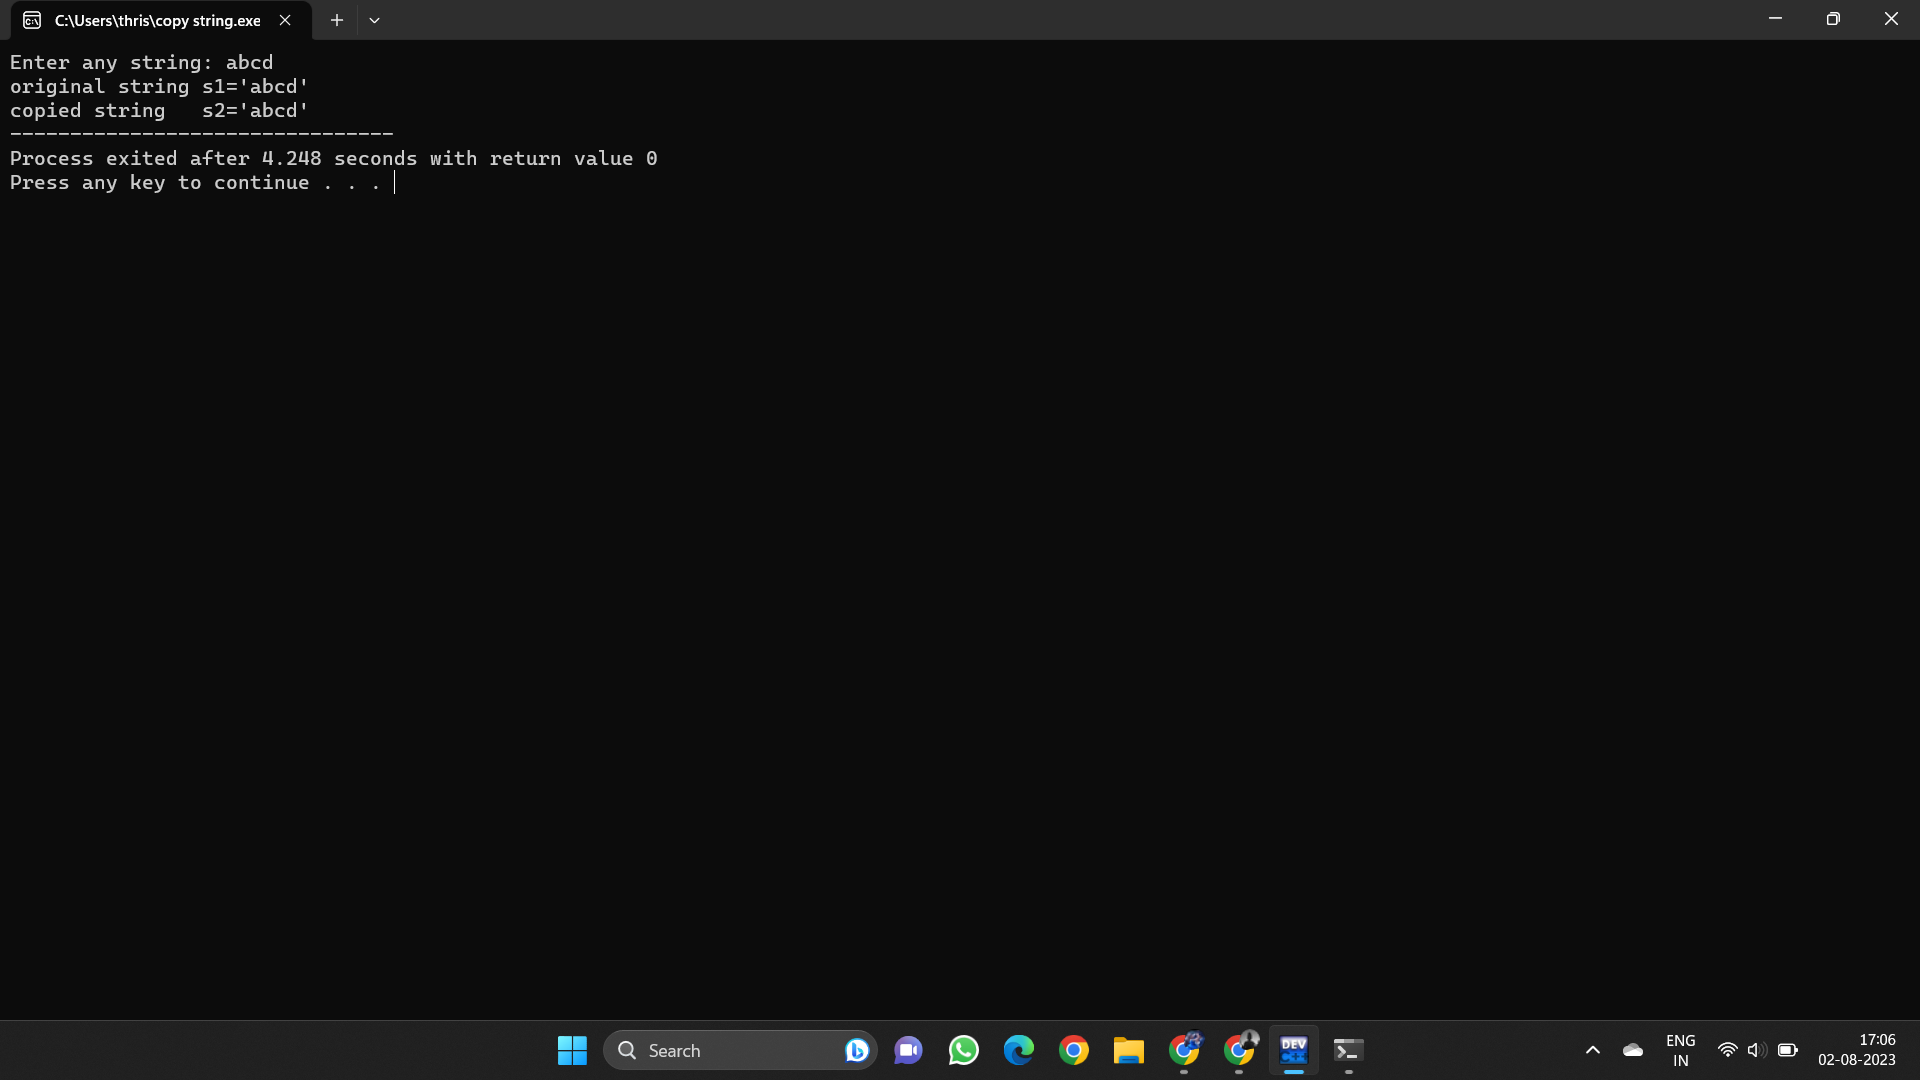 C:\Users\thris\copy string.exe
Enter any string: abcd
original string s1='abcd'
copied string   s2='abcd'
--------------------------------
Process exited after 4.248 seconds with return value 0
Press any key to continue . . .
Search
DEV
C++
ENG
IN
17:06
02-08-2023